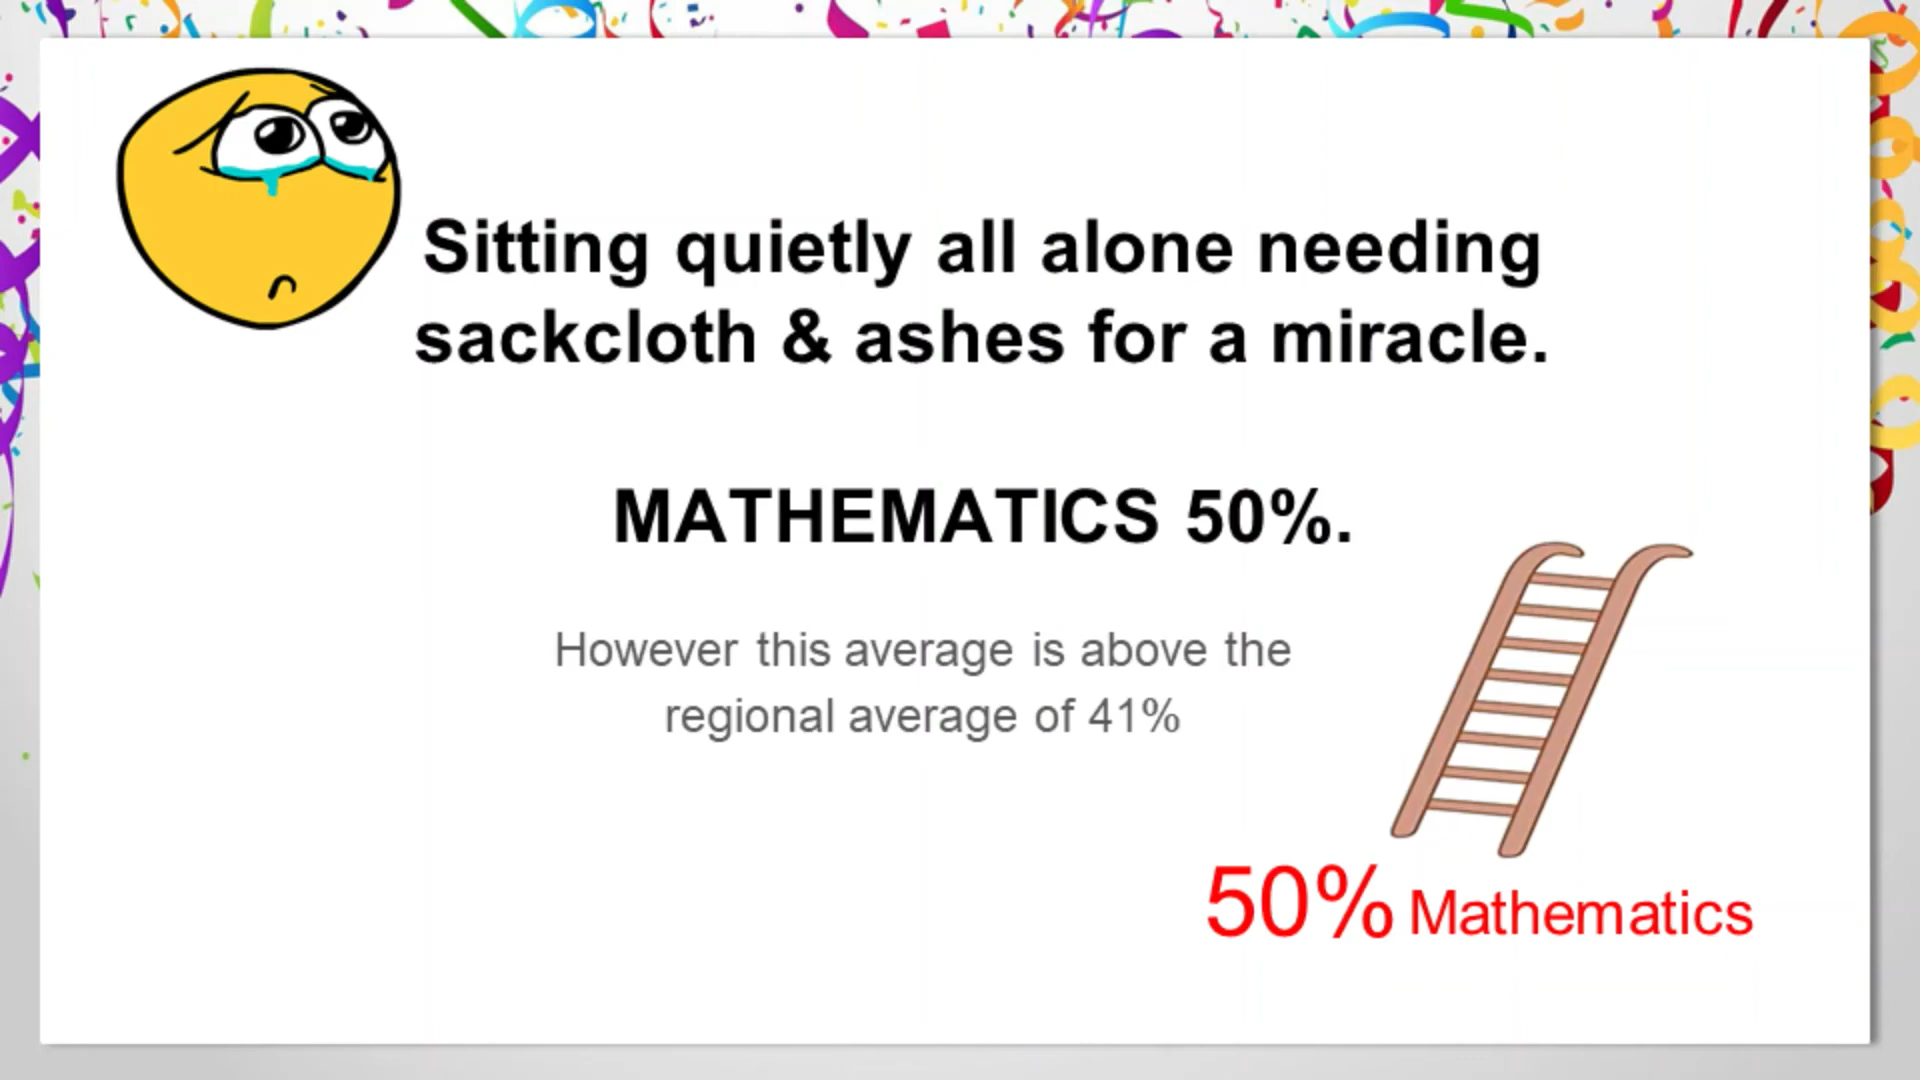 Sitting quietly all alone needing
sackcloth & ashes for a miracle.
MATHEMATICS 50%.
However this average is above the
regional average of 41%
50% Mathematics